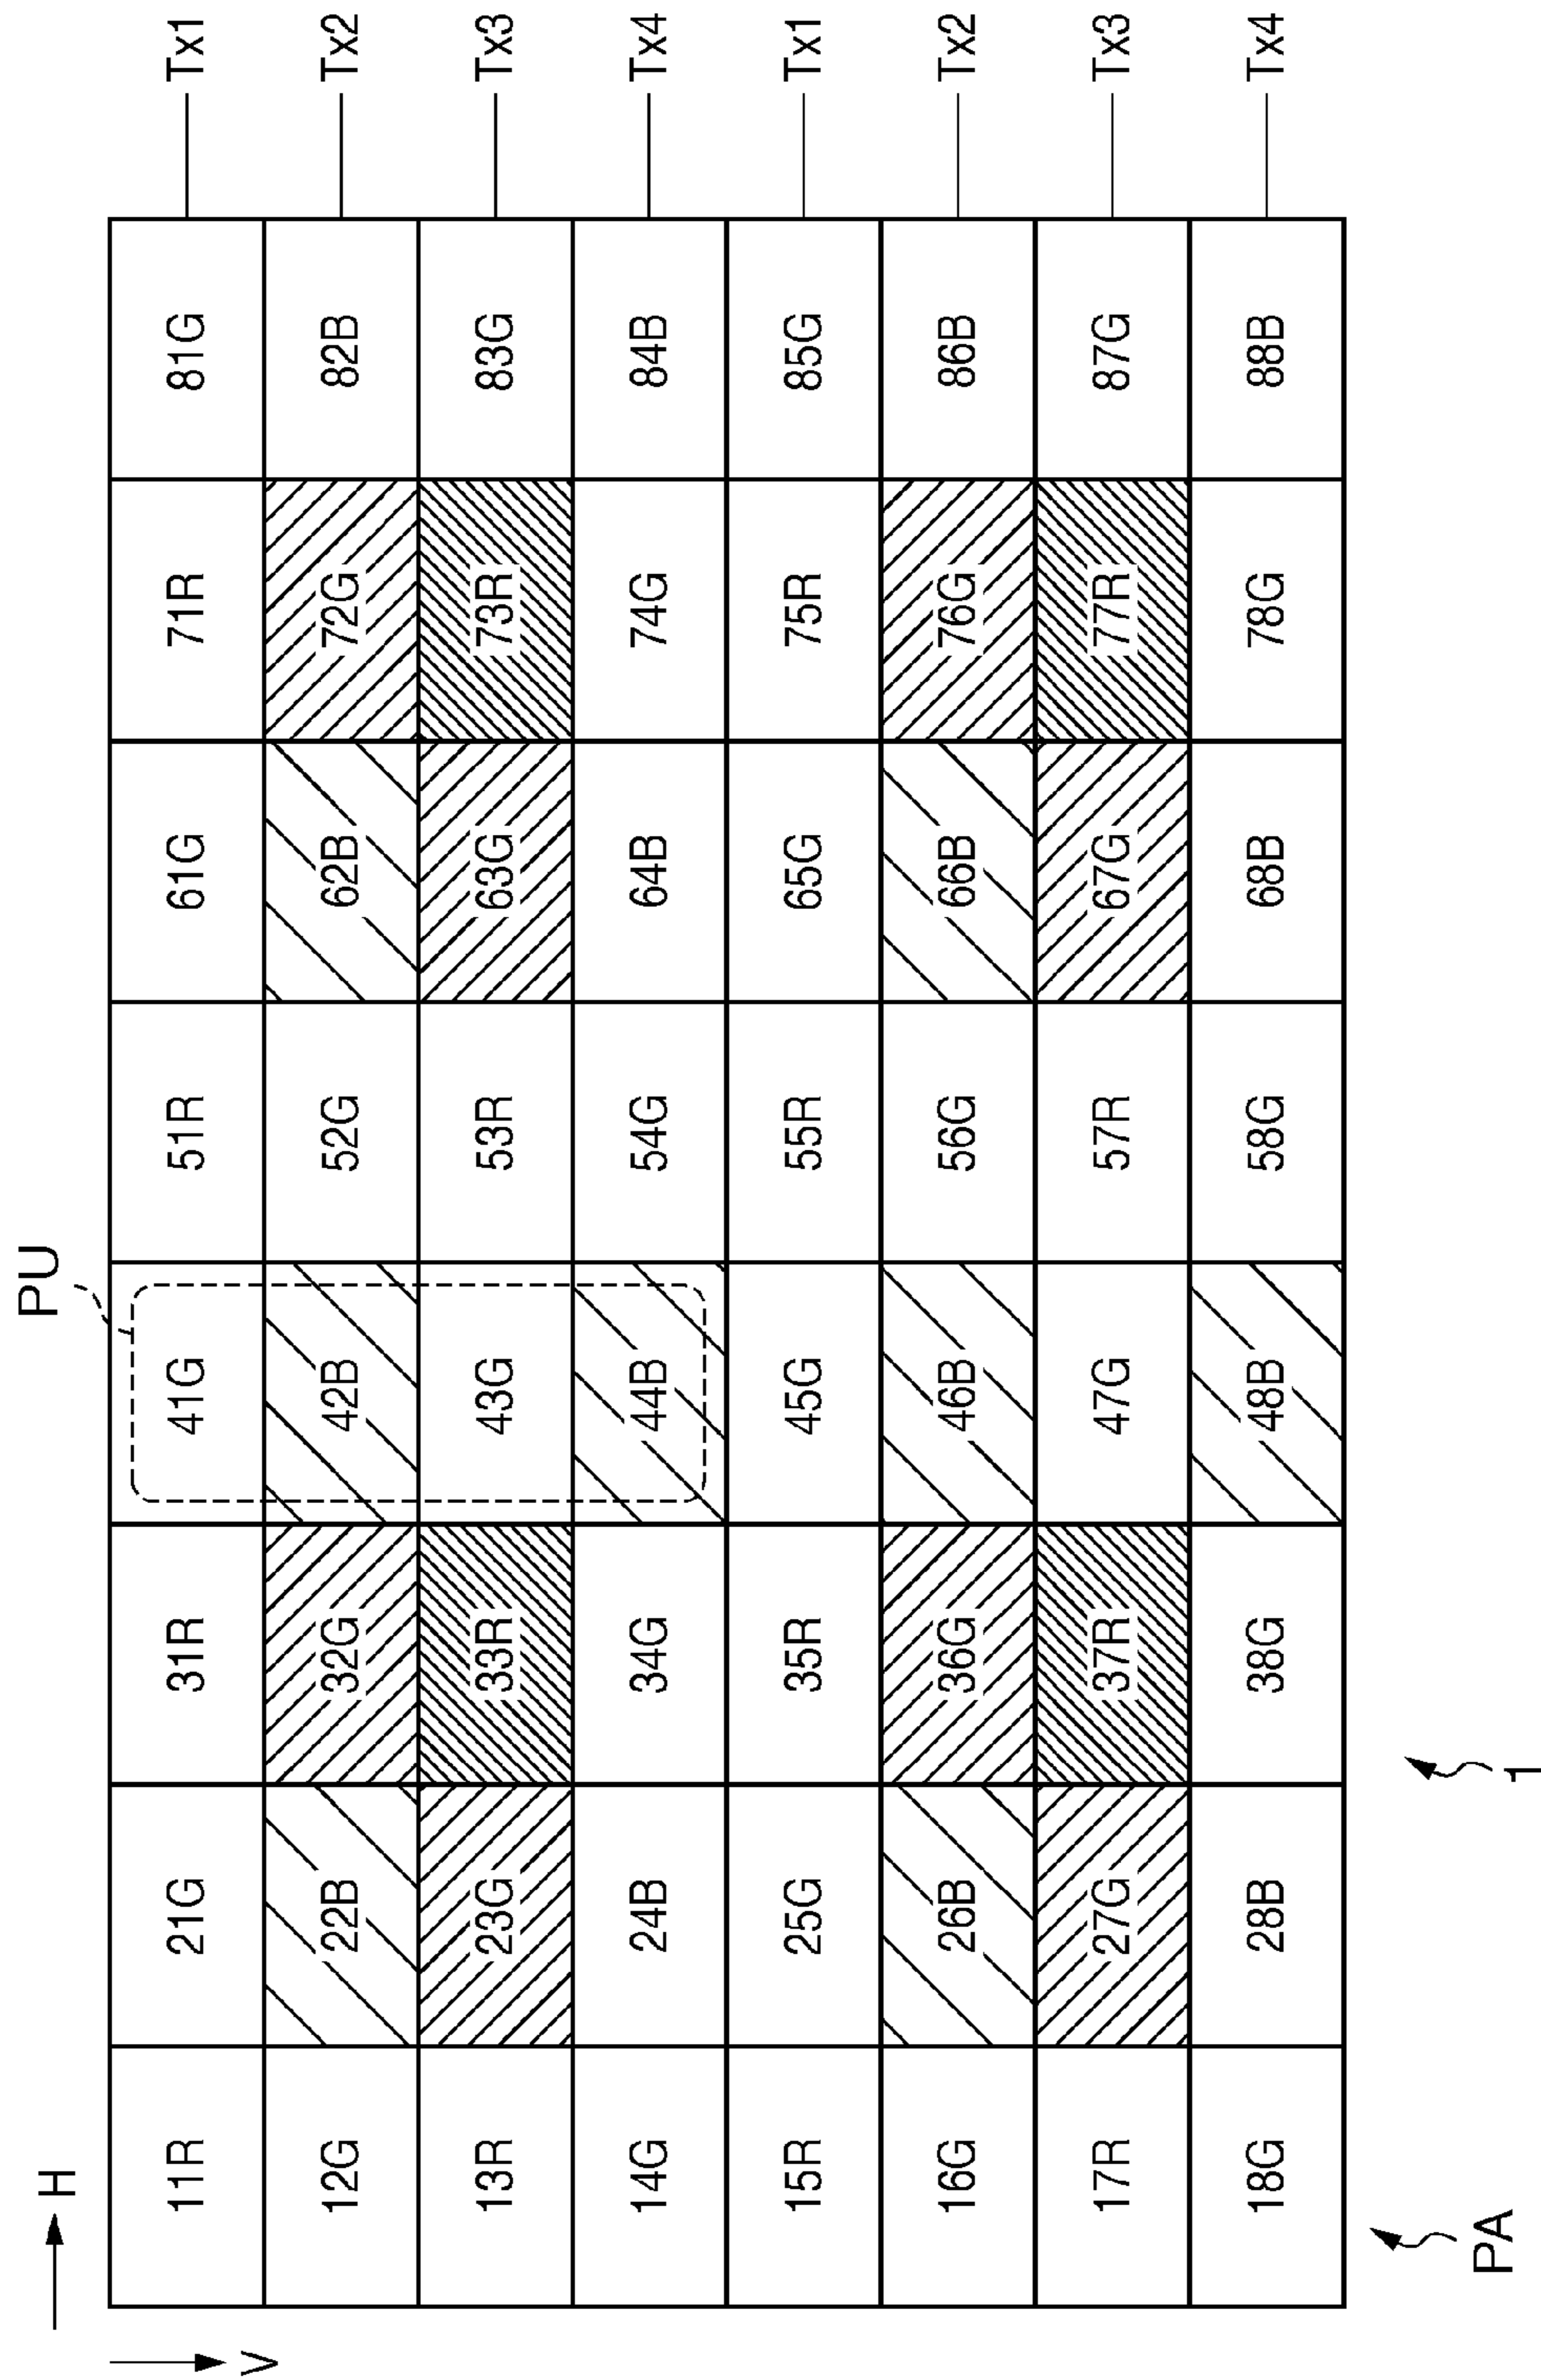 H
PU
V
11R 21G 31R 41G 51R 61G 71R 81G Tx1
12G 22B 32G 42B 52G 62B 72G 82B Tx2
13R 23G 33R 43G 53R 63G 73R 83G Tx3
14G 24B 34G 44B 54G 64B 74G 84B Tx4
15R 25G 35R 45G 55R 65G 75R 85G Tx1
16G 26B 36G 46B 56G 66B 76G 86B Tx2
17R 27G 37R 47G 57R 67G 77R 87G Tx3
18G 28B 38G 48B 58G 68B 78G 88B Tx4
PA
1